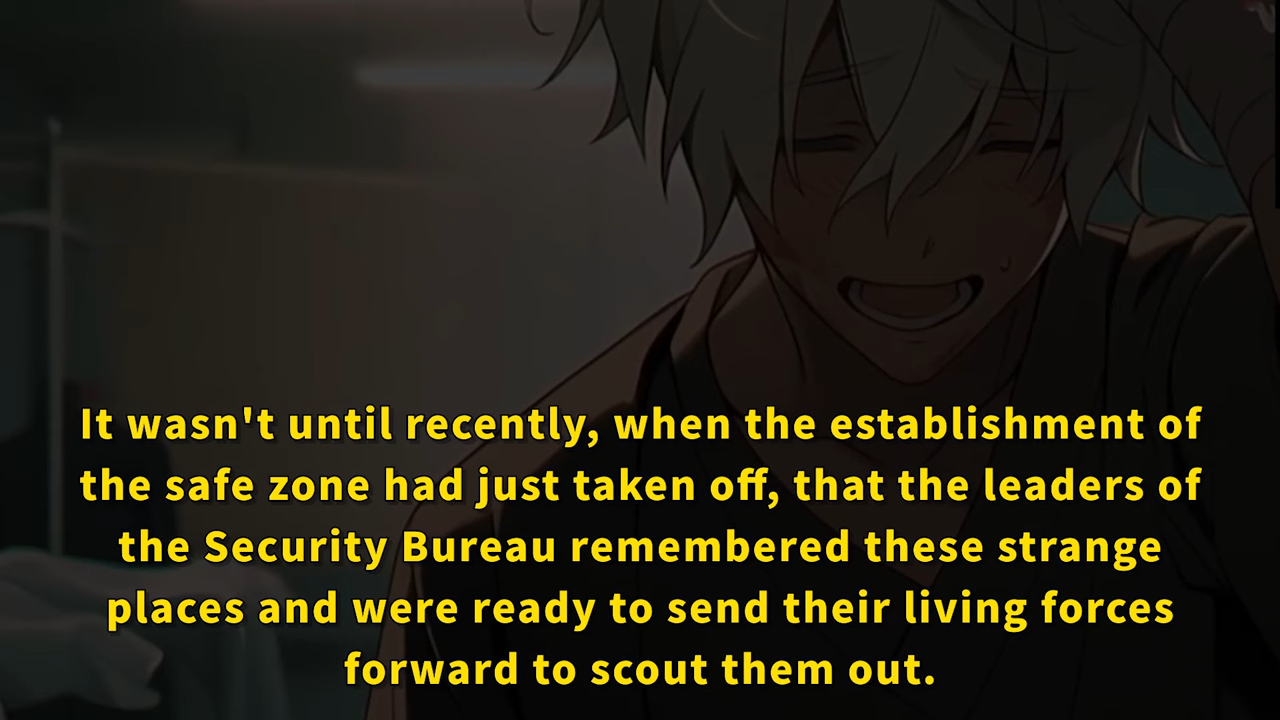 It wasn't until recently, when the establishment of
the safe zone had just taken off, that the leaders of
the Security Bureau remembered these strange
places and were ready to send their living forces
forward to scout them out.